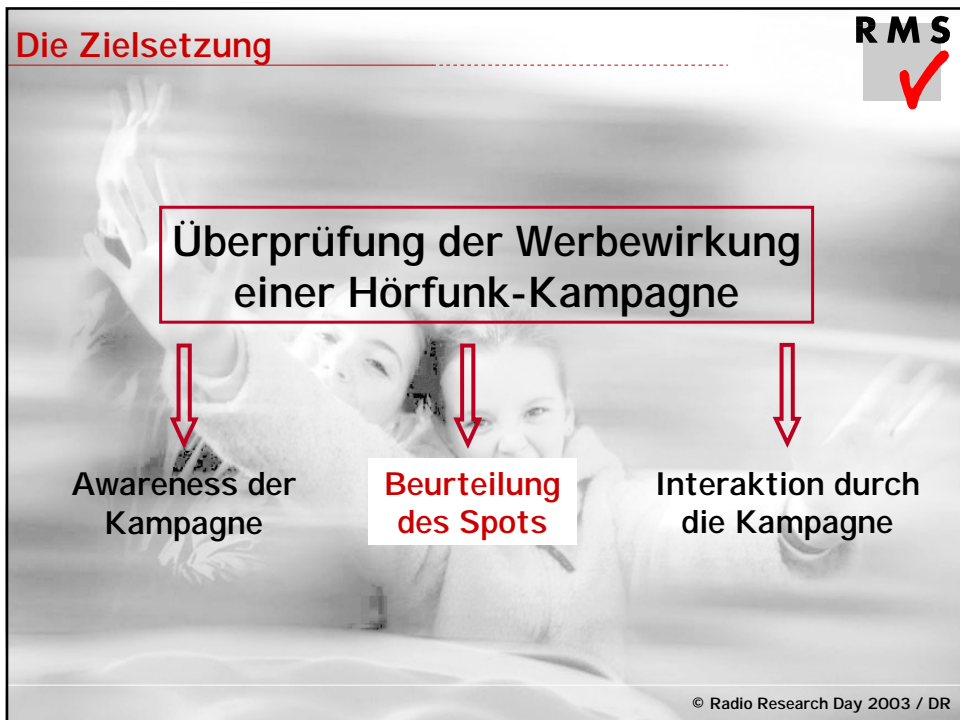 Die Zielsetzung
RMS
Überprüfung der Werbewirkung
einer Hörfunk-Kampagne
Awareness der
Kampagne
Beurteilung
des Spots
Interaktion durch
die Kampagne
© Radio Research Day 2003 / DR